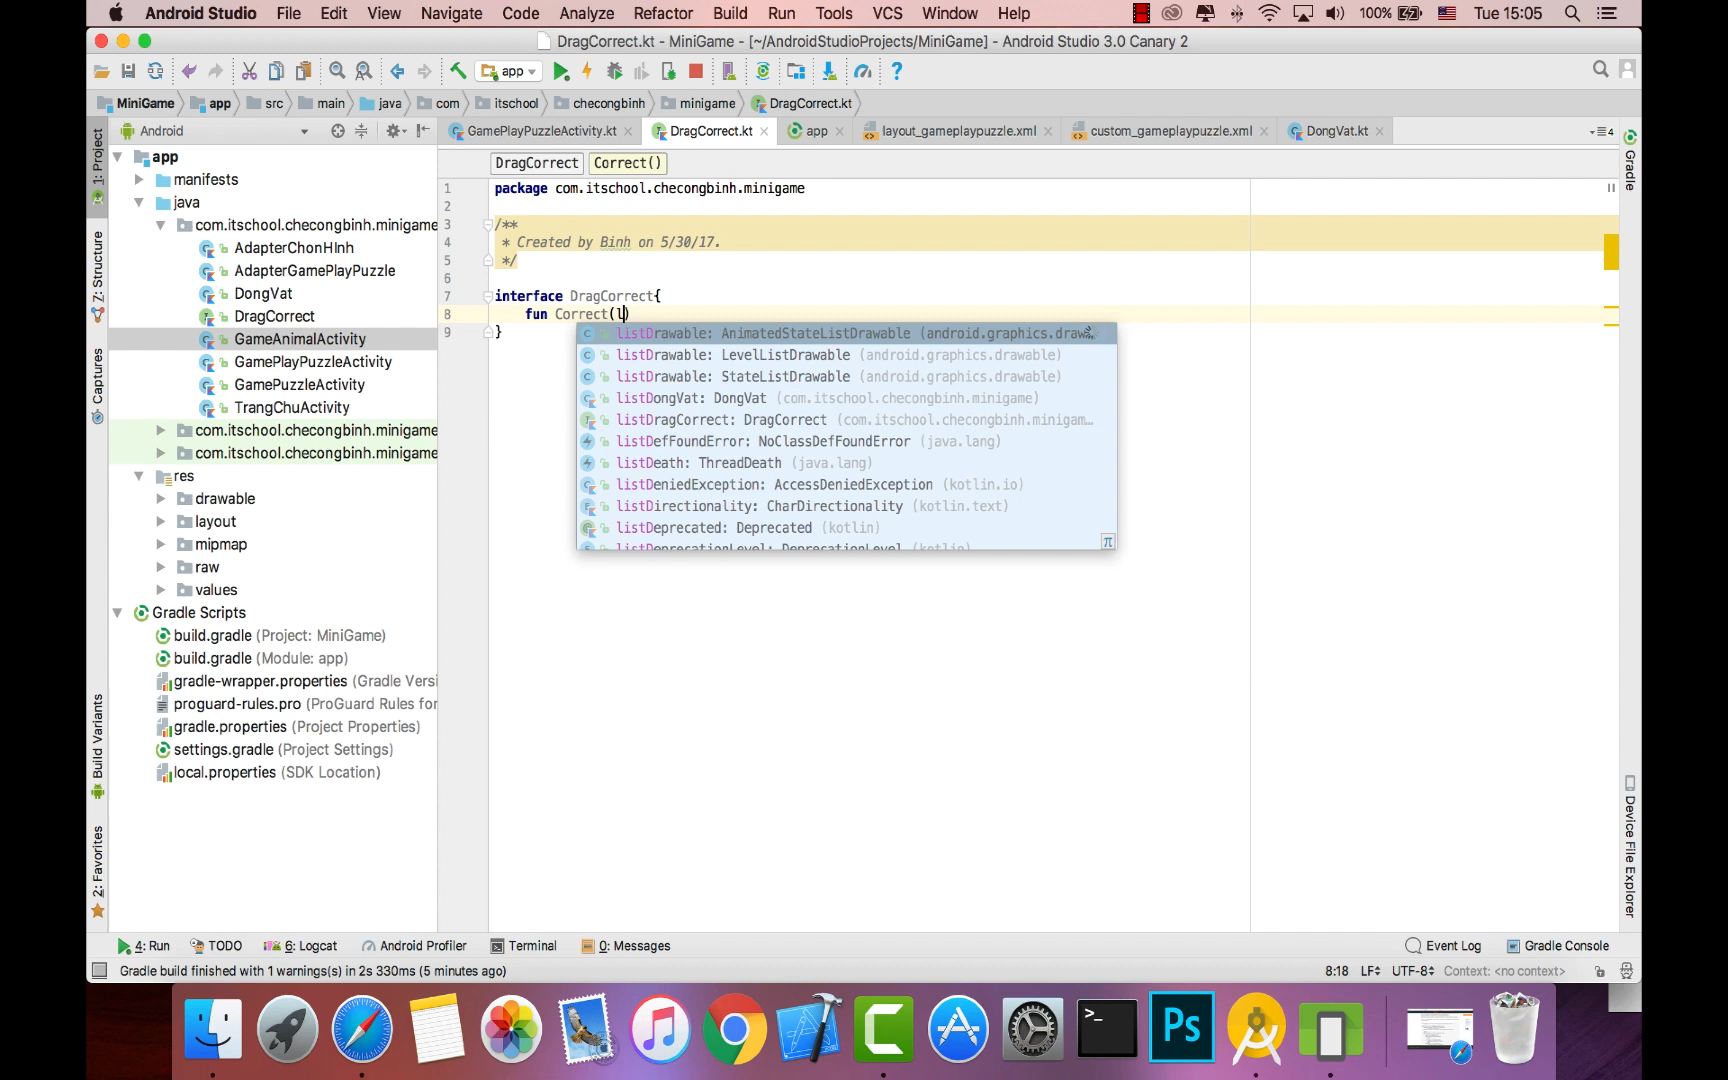 Android Studio File Edit View Navigate Code Analyze Refactor Build Run Tools VCS Window Help 100% Tue 15:05
DragCorrect.kt - MiniGame - [~/AndroidStudioProjects/MiniGame] - Android Studio 3.0 Canary 2
app
MiniGame app src main java com itschool checongbinh minigame DragCorrect.kt
Android
GamePlayPuzzleActivity.kt DragCorrect.kt app layout_gameplaypuzzle.xml custom_gameplaypuzzle.xml DongVat.kt
4
1: Project
7: Structure
Captures
Build Variants
2: Favorites
app
manifests
java
com.itschool.checongbinh.minigame
AdapterChonHInh
AdapterGamePlayPuzzle
DongVat
DragCorrect
GameAnimalActivity
GamePlayPuzzleActivity
GamePuzzleActivity
TrangChuActivity
com.itschool.checongbinh.minigame
com.itschool.checongbinh.minigame
res
drawable
layout
mipmap
raw
values
Gradle Scripts
build.gradle (Project: MiniGame)
build.gradle (Module: app)
gradle-wrapper.properties (Gradle Versi
proguard-rules.pro (ProGuard Rules for
gradle.properties (Project Properties)
settings.gradle (Project Settings)
local.properties (SDK Location)
DragCorrect Correct()
1 package com.itschool.checongbinh.minigame
2
3 /**
4 * Created by Binh on 5/30/17.
5 */
6
7 interface DragCorrect{
8 fun Correct(l)
9 }
listDrawable: AnimatedStateListDrawable (android.graphics.draw
listDrawable: LevelListDrawable (android.graphics.drawable)
listDrawable: StateListDrawable (android.graphics.drawable)
listDongVat: DongVat (com.itschool.checongbinh.minigame)
listDragCorrect: DragCorrect (com.itschool.checongbinh.minigam…
listDefFoundError: NoClassDefFoundError (java.lang)
listDeath: ThreadDeath (java.lang)
listDeniedException: AccessDeniedException (kotlin.io)
listDirectionality: CharDirectionality (kotlin.text)
listDeprecated: Deprecated (kotlin)
listDeprecationLevel: DeprecationLevel (kotlin)
π
Gradle
Device File Explorer
4: Run TODO 6: Logcat Android Profiler Terminal 0: Messages Event Log Gradle Console
Gradle build finished with 1 warnings(s) in 2s 330ms (5 minutes ago) 8:18 LF UTF-8 Context: <no context>
>_
Ps